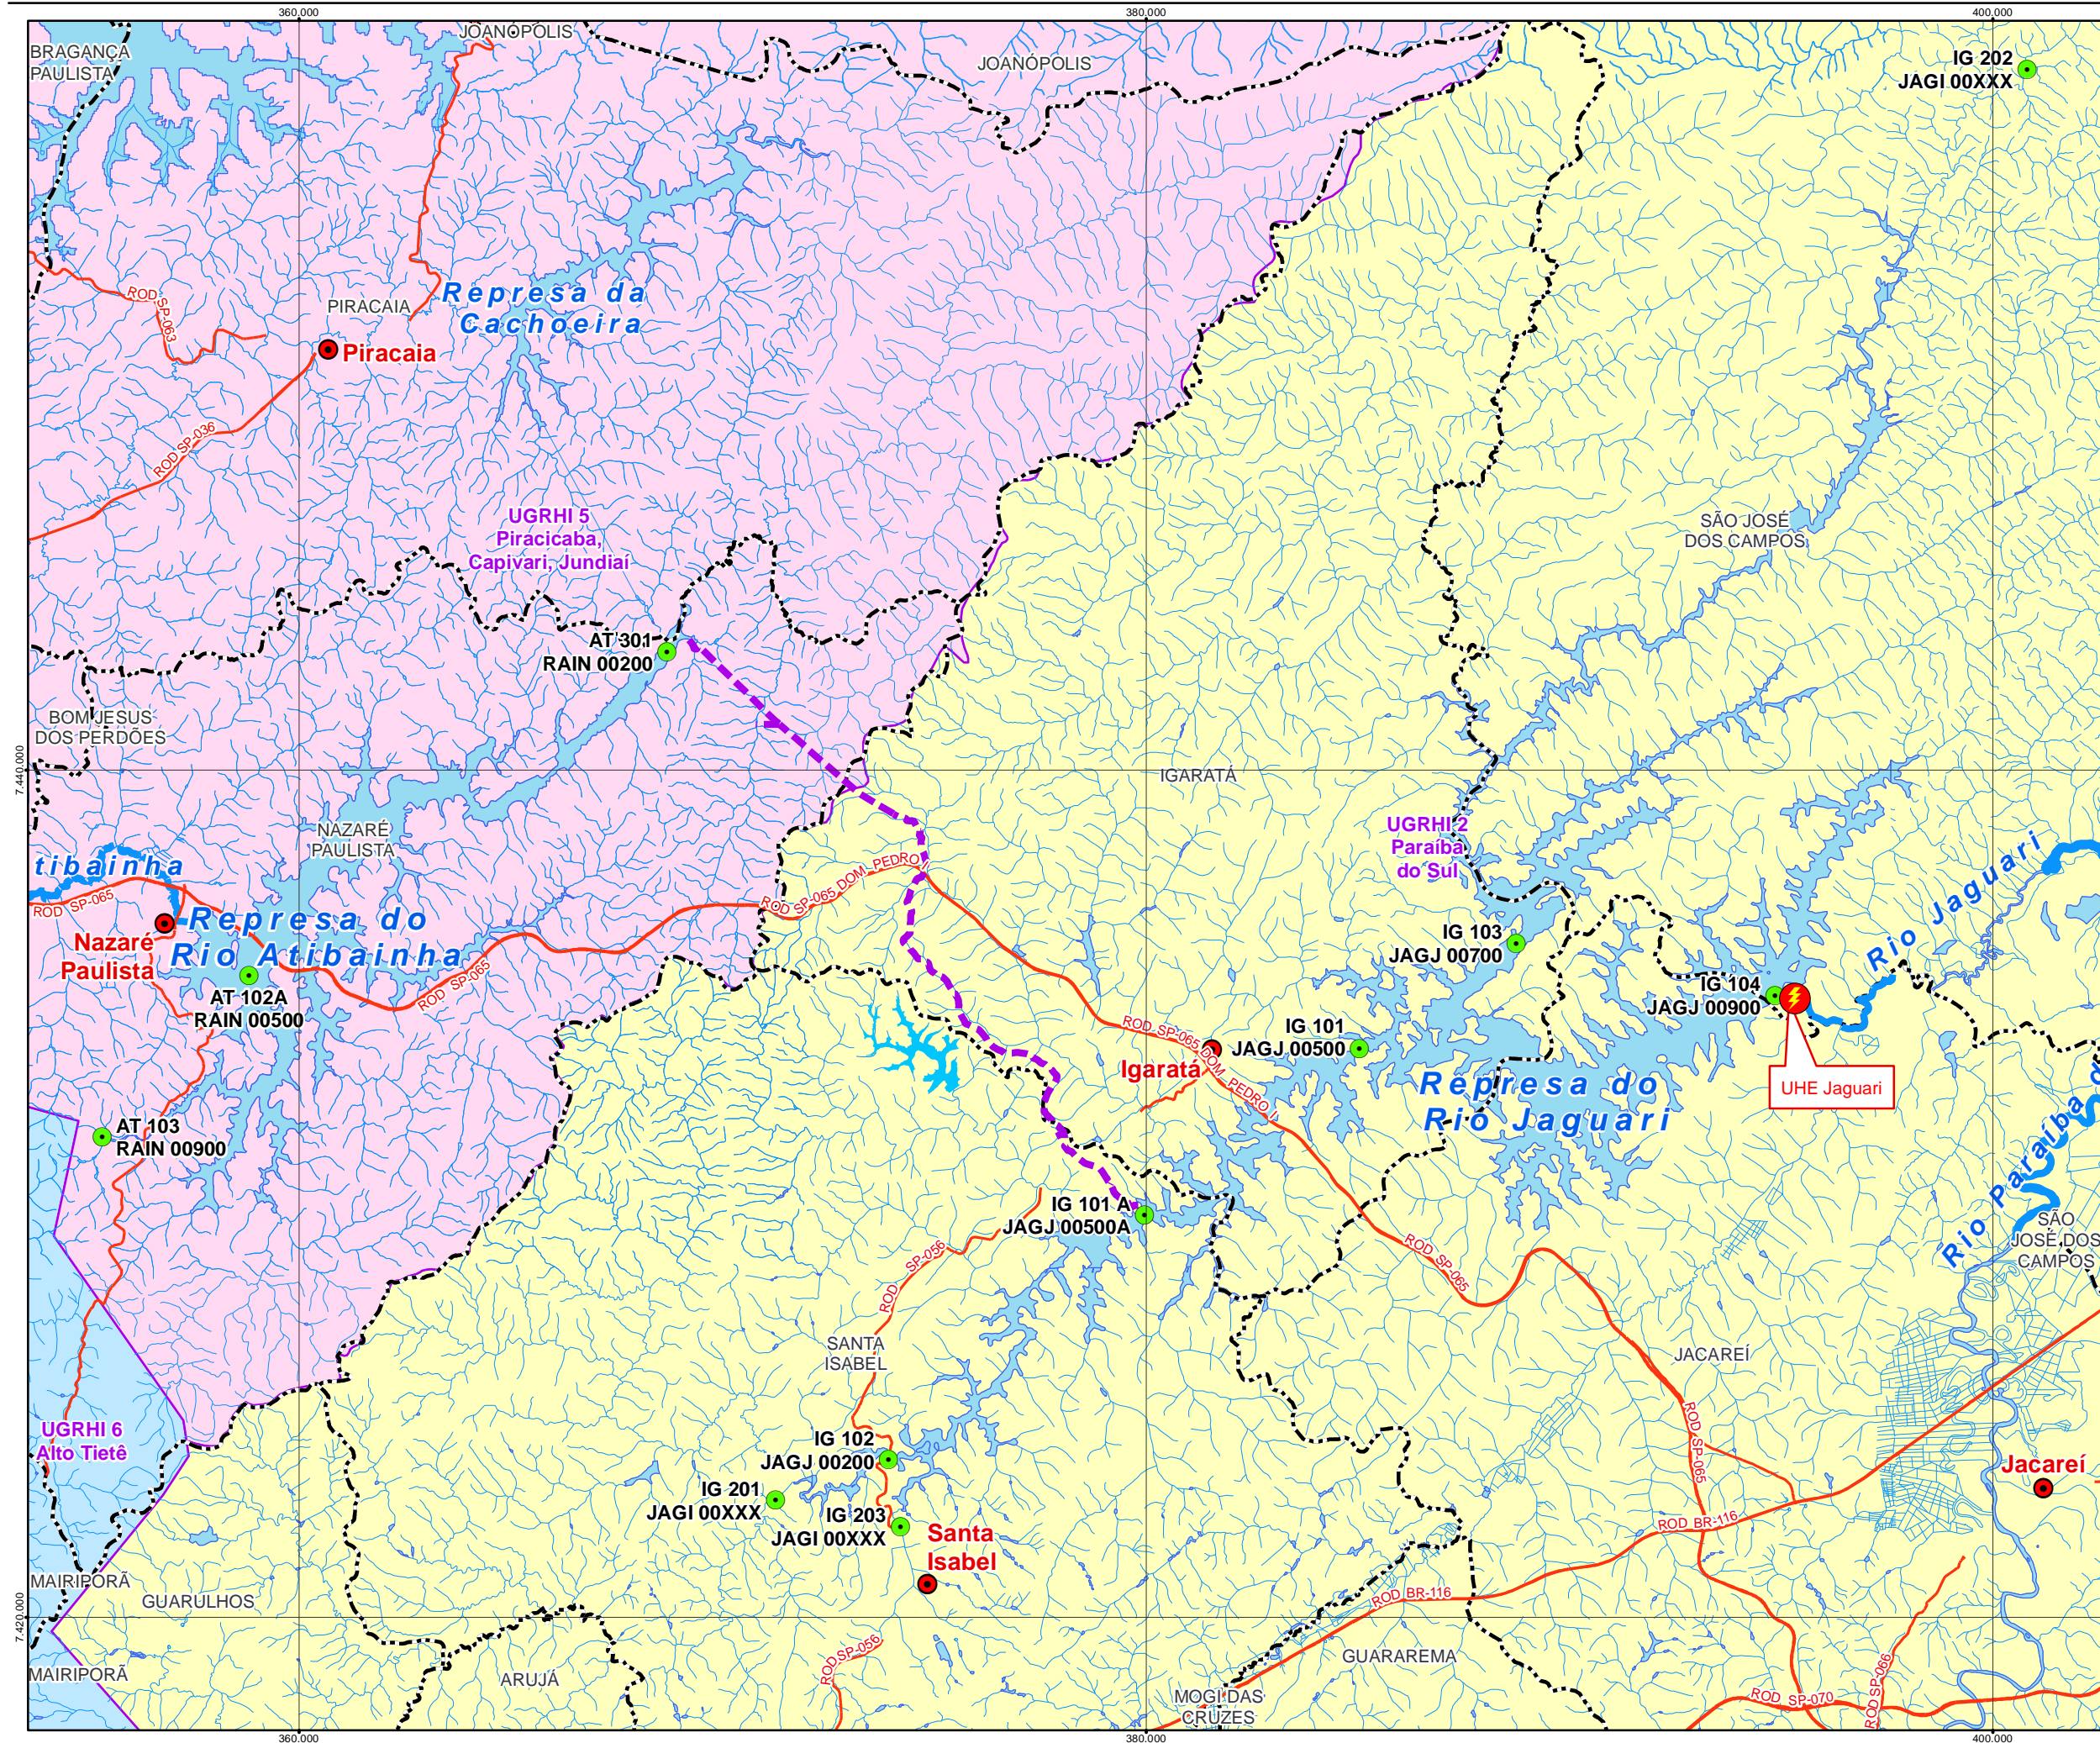 360.000
380.000
400.000
BRAGANÇA
PAULISTA
JOANÓPOLIS
JOANÓPOLIS
IG 202
JAGI 00XXX
ROD SP-063
PIRACAIA
Represa da
Cachoeira
Piracaia
ROD SP-036
UGRHI 5
Piracicaba,
Capivari, Jundiaí
SÃO JOSÉ
DOS CAMPOS
AT 301
RAIN 00200
BOM JESUS
DOS PERDÕES
7.440.000
IGARATÁ
NAZARÉ
PAULISTA
UGRHI 2
Paraíba
do Sul
tibainha
ROD SP-065 DOM PEDRO I
ROD SP-065
Represa do
Rio Atibainha
Nazaré
Paulista
Rio Jaguari
IG 103
JAGJ 00700
ROD SP-065
AT 102A
RAIN 00500
IG 104
JAGJ 00900
ROD SP-065 DOM PEDRO I
IG 101
JAGJ 00500
Igaratá
Represa do
Rio Jaguari
UHE Jaguari
AT 103
RAIN 00900
Rio Paraíba d
IG 101 A
JAGJ 00500A
SÃO
JOSÉ DOS
CAMPOS
ROD SP-056
ROD SP-065
SANTA
ISABEL
JACAREÍ
UGRHI 6
Alto Tietê
ROD SP-065
IG 102
JAGJ 00200
Jacareí
IG 201
JAGI 00XXX
IG 203
JAGI 00XXX
Santa
Isabel
ROD BR-116
MAIRIPORÃ
GUARULHOS
ROD BR-116
7.420.000
ROD SP-056
GUARAREMA
MAIRIPORÃ
ARUJÁ
ROD SP-066
MOGI DAS
CRUZES
ROD SP-070
360.000
380.000
400.000